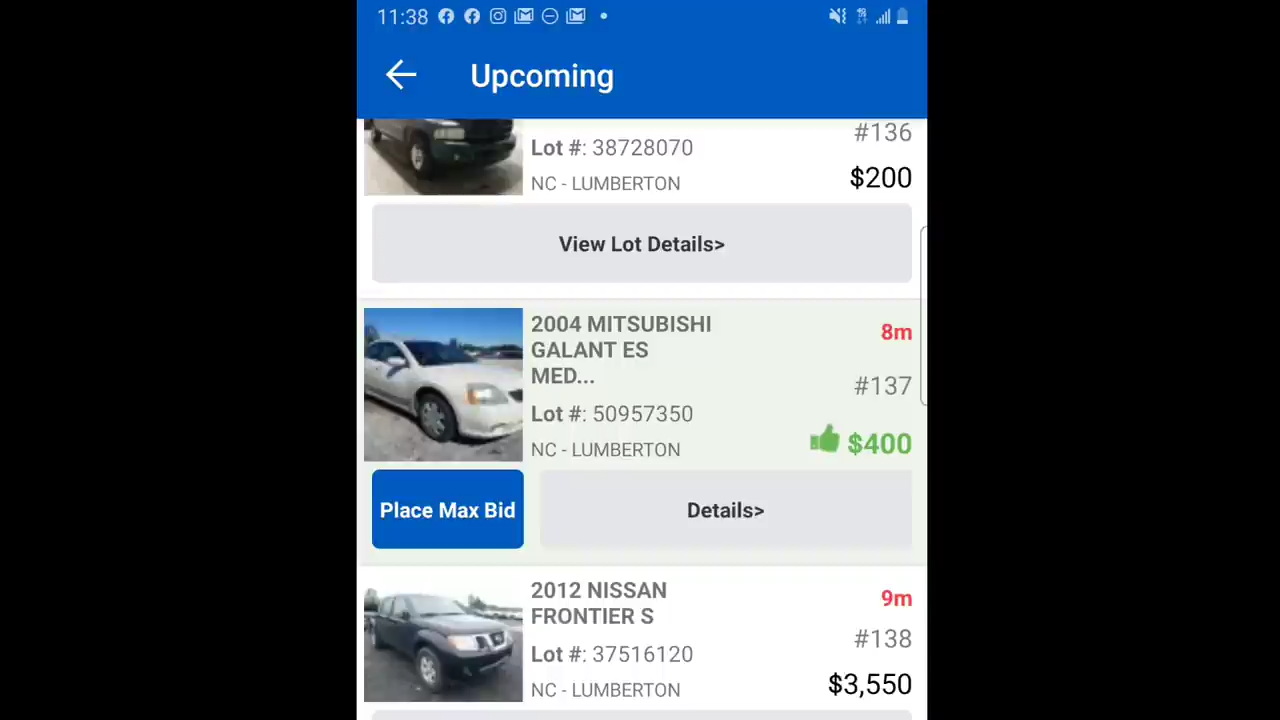 11:38
Upcoming
#136
Lot #: 38728070
$200
NC - LUMBERTON
View Lot Details>
2004 MITSUBISHI
GALANT ES
MED...
8m
#137
Lot #: 50957350
$400
NC - LUMBERTON
Place Max Bid
Details>
2012 NISSAN
FRONTIER S
9m
#138
Lot #: 37516120
$3,550
NC - LUMBERTON